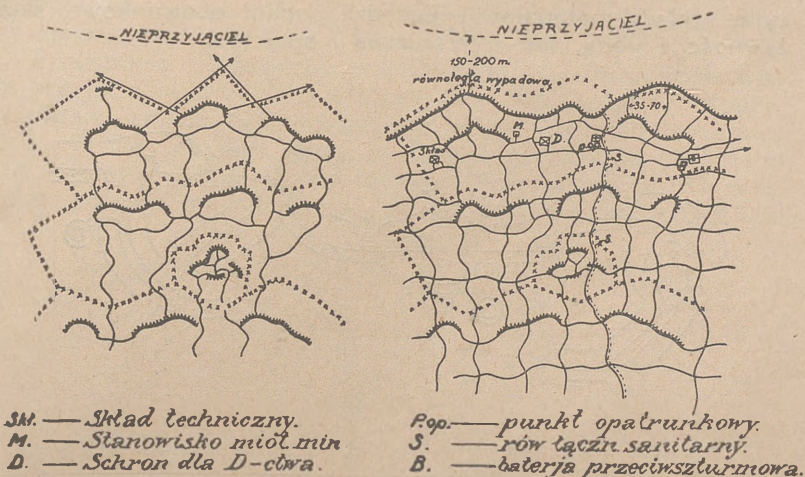 NIEPRZYJACIEL
NIEPRZYJACIEL
150-200 m.
równoległa wypadowa
35-70
M.
D.
P.op.
Skład
S.
B
S.
Skł. — Skład techniczny.
M. — Stanowisko miot. min
D. — Schron dla D-ctwa.
P.op. — punkt opatrunkowy.
S. — rów łączn. sanitarny.
B. — baterja przeciwszturmowa.